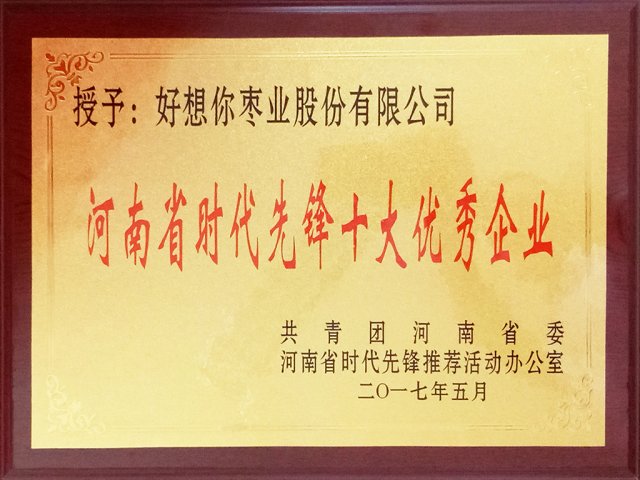 授予：好想你枣业股份有限公司
河南省时代先锋十大优秀企业
共青团河南省委
河南省时代先锋推荐活动办公室
二〇一七年五月